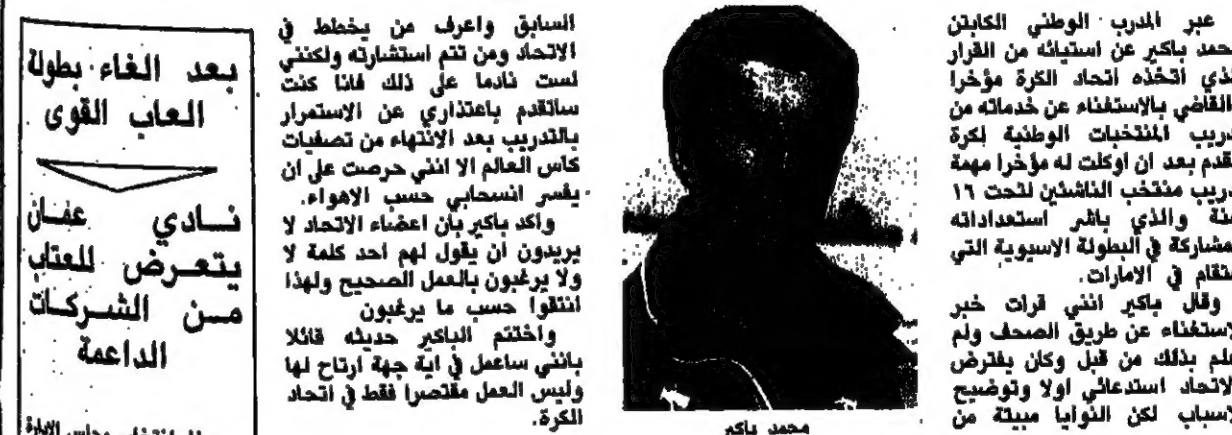 عبر المدرب الوطني الكابتن
محمد باكير عن استيائه من القرار
الذي اتخذه اتحاد الكرة مؤخرا
القاضي بالاستغناء عن خدماته من
تدريب المنتخبات الوطنية لكرة
القدم بعد ان اوكلت له مؤخرا مهمة
تدريب منتخب الناشئين لتحت ١٦
سنة والذي باشر استعداداته
للمشاركة في البطولة الاسيوية التي
ستقام في الامارات.
وقال باكير انني قرات خبر
الاستغناء عن طريق الصحف ولم
اعلم بذلك من قبل وكان يفترض
الاتحاد استدعائي اولا وتوضيح
الاسباب لكن النوايا مبيتة من
محمد باكير
السابق واعرف من يخطط في
الاتحاد ومن تتم استشارته ولكنني
لست نادما على ذلك فانا كنت
ساتقدم باعتذاري عن الاستمرار
بالتدريب بعد الانتهاء من تصفيات
كاس العالم الا انني حرصت على ان
يفسر انسحابي حسب الاهواء.
واكد باكير بان اعضاء الاتحاد لا
يريدون ان يقول لهم احد كلمة لا
ولا يرغبون بالعمل الصحيح ولهذا
انتقوا حسب ما يرغبون
واختتم الباكير حديثه قائلا
بانني ساعمل في اية جهة ارتاح لها
وليس العمل مقتصرا فقط في اتحاد
الكرة.
بعد الغاء بطولة
العاب القوى
نادي عفان
يتعرض للعتاب
من الشركات
الداعمة
مجلس الادارة